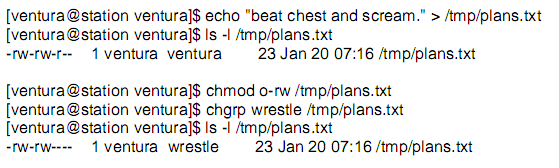 [ventura@station ventura]$ echo "beat chest and scream." > /tmp/plans.txt
[ventura@station ventura]$ ls -l /tmp/plans.txt
-rw-rw-r-- 1 ventura ventura 23 Jan 20 07:16 /tmp/plans.txt
[ventura@station ventura]$ chmod o-rw /tmp/plans.txt
[ventura@station ventura]$ chgrp wrestle /tmp/plans.txt
[ventura@station ventura]$ ls -l /tmp/plans.txt
-rw-rw---- 1 ventura wrestle 23 Jan 20 07:16 /tmp/plans.txt